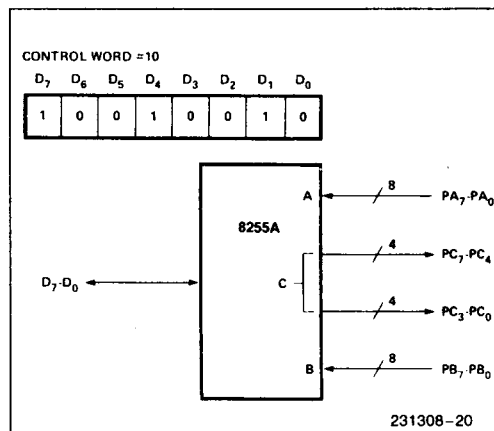 CONTROL WORD = 10
D7 D6 D5 D4 D3 D2 D1 D0
1 0 0 1 0 0 1 0
A 8 PA7-PA0
8255A
4 PC7-PC4
D7-D0 C
4 PC3-PC0
B 8 PB7-PB0
231308-20